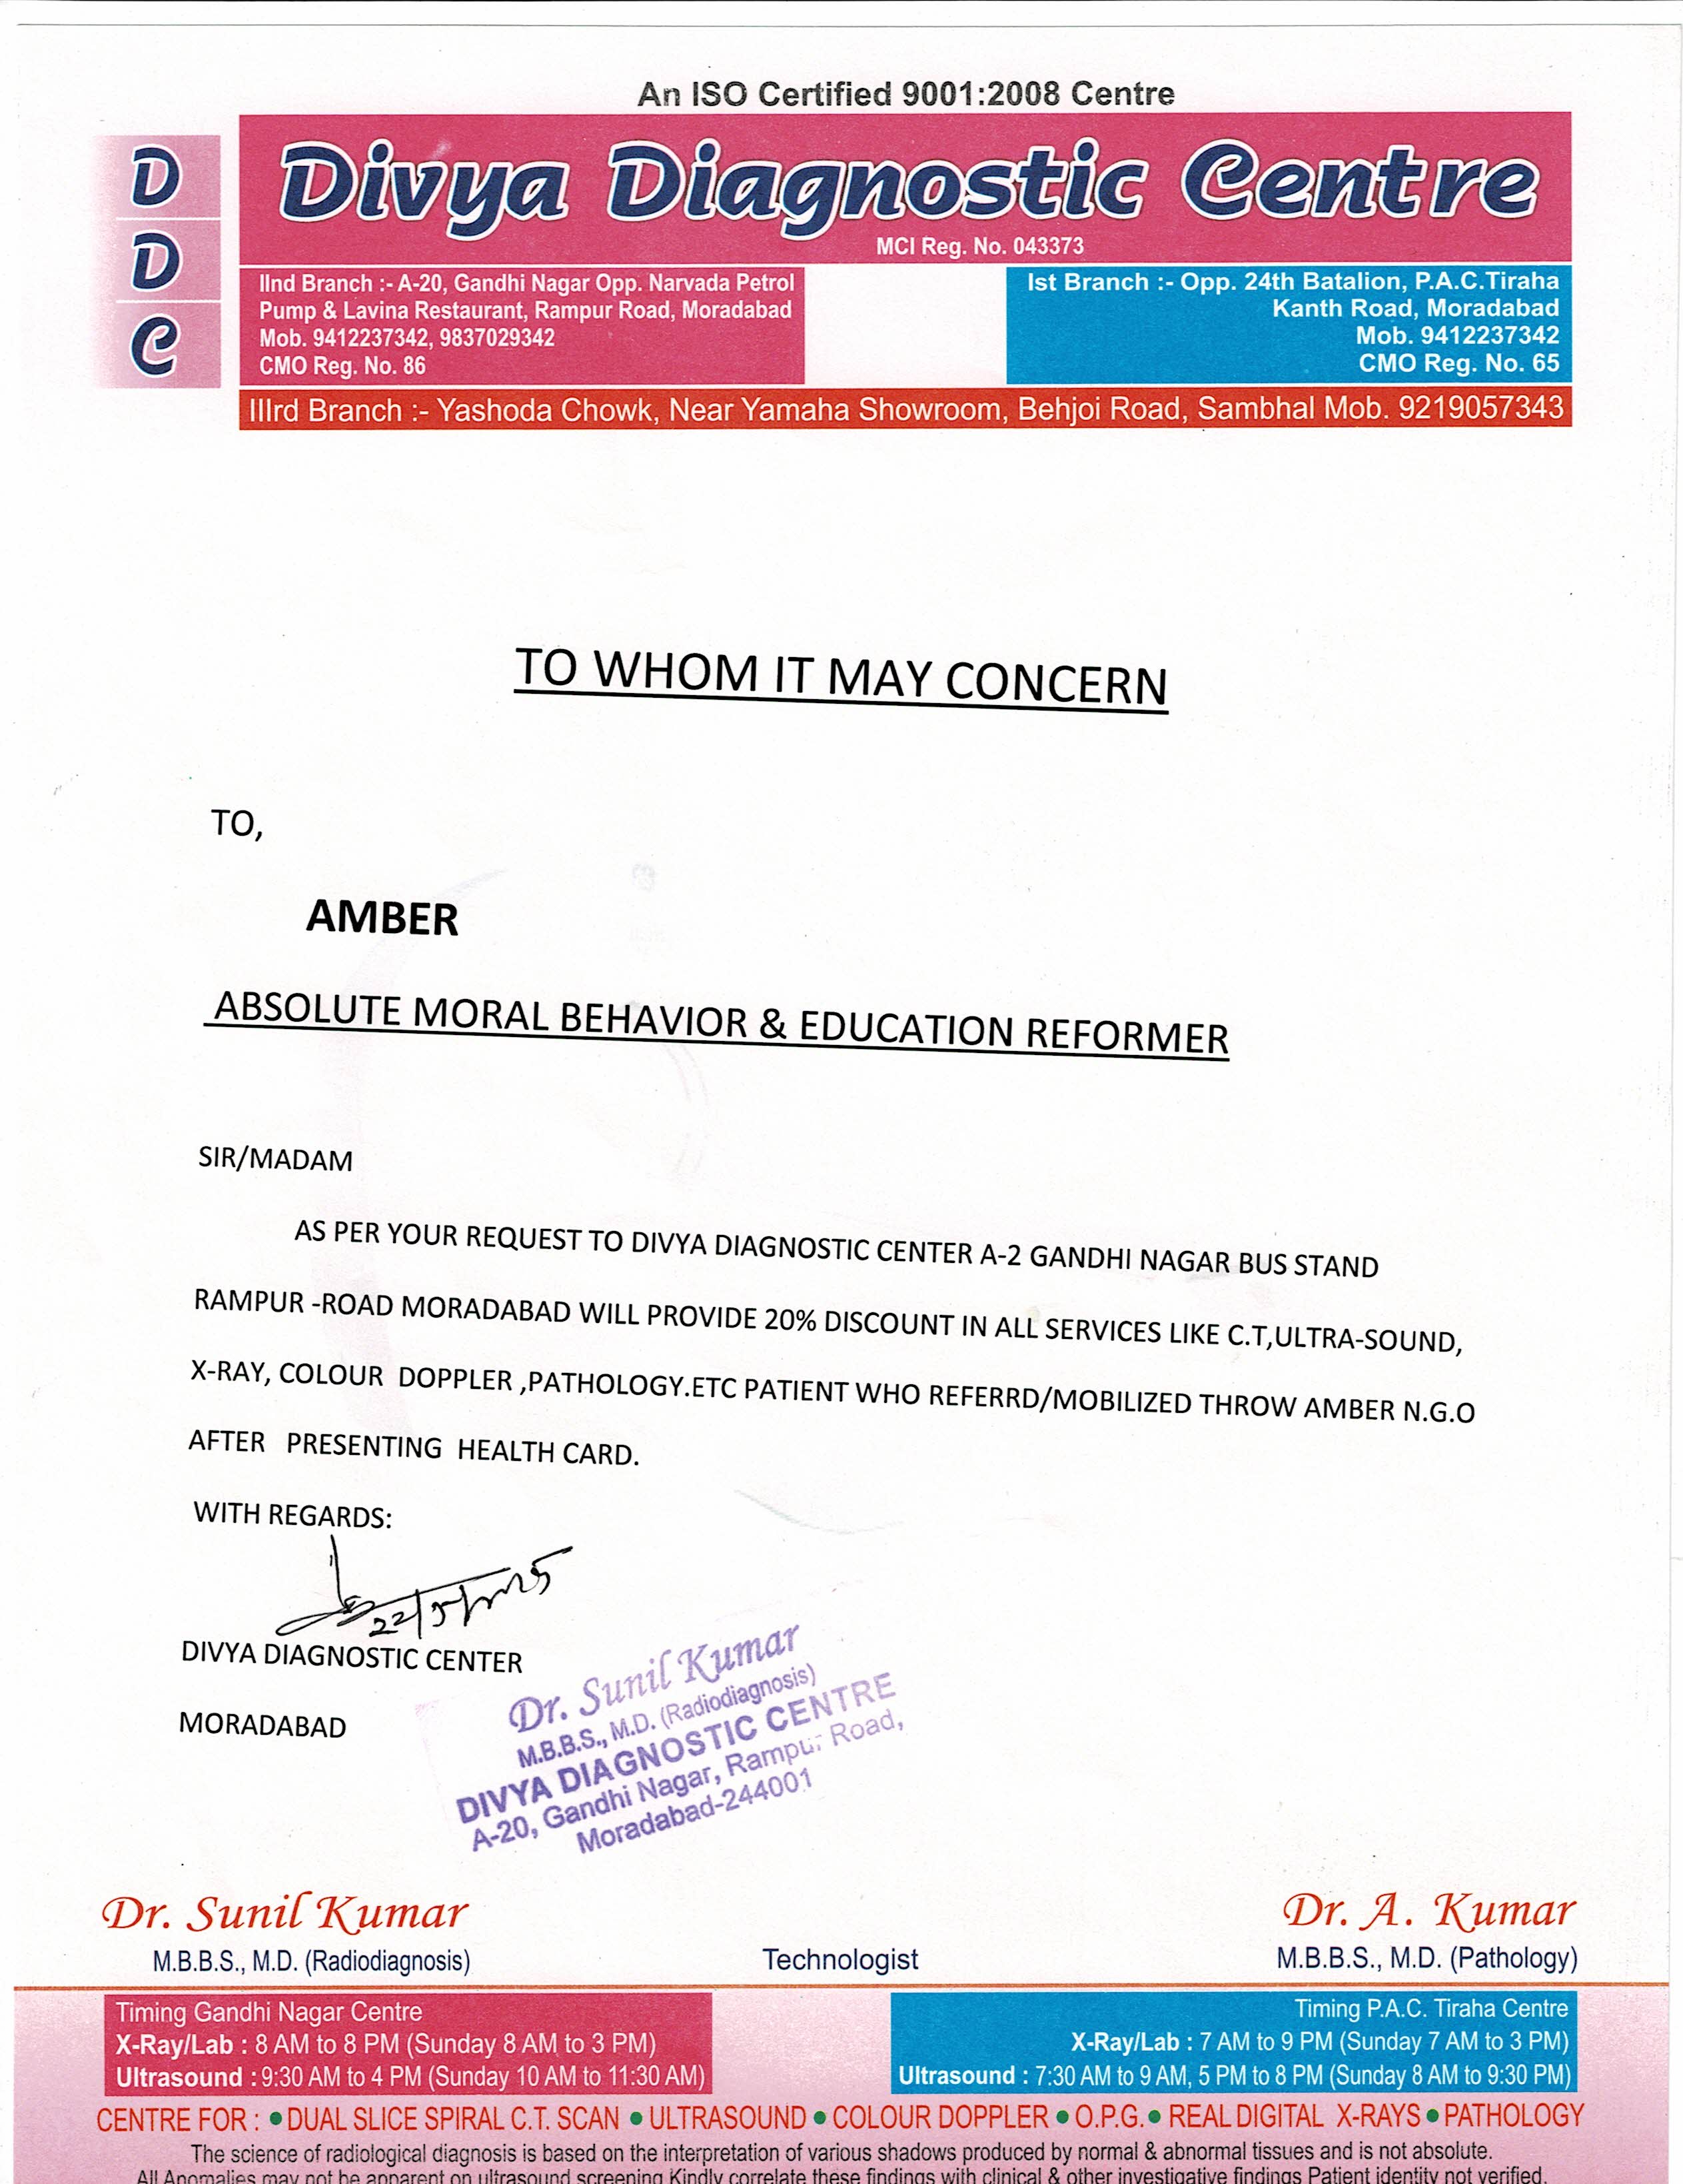 An ISO Certified 9001:2008 Centre
D
D
C
Divya Diagnostic Centre
MCI Reg. No. 043373
IInd Branch :- A-20, Gandhi Nagar Opp. Narvada Petrol
Pump & Lavina Restaurant, Rampur Road, Moradabad
Mob. 9412237342, 9837029342
CMO Reg. No. 86
Ist Branch :- Opp. 24th Batalion, P.A.C.Tiraha
Kanth Road, Moradabad
Mob. 9412237342
CMO Reg. No. 65
IIIrd Branch :- Yashoda Chowk, Near Yamaha Showroom, Behjoi Road, Sambhal Mob. 9219057343
TO WHOM IT MAY CONCERN
TO,
AMBER
ABSOLUTE MORAL BEHAVIOR & EDUCATION REFORMER
SIR/MADAM
AS PER YOUR REQUEST TO DIVYA DIAGNOSTIC CENTER A-2 GANDHI NAGAR BUS STAND
RAMPUR -ROAD MORADABAD WILL PROVIDE 20% DISCOUNT IN ALL SERVICES LIKE C.T,ULTRA-SOUND,
X-RAY, COLOUR DOPPLER ,PATHOLOGY.ETC PATIENT WHO REFERRD/MOBILIZED THROW AMBER N.G.O
AFTER PRESENTING HEALTH CARD.
WITH REGARDS:
DIVYA DIAGNOSTIC CENTER
MORADABAD
Dr. Sunil Kumar
M.B.B.S., M.D. (Radiodiagnosis)
DIVYA DIAGNOSTIC CENTRE
A-20, Gandhi Nagar, Rampur Road,
Moradabad-244001
Dr. Sunil Kumar
M.B.B.S., M.D. (Radiodiagnosis)
Technologist
Dr. A. Kumar
M.B.B.S., M.D. (Pathology)
Timing Gandhi Nagar Centre
X-Ray/Lab : 8 AM to 8 PM (Sunday 8 AM to 3 PM)
Ultrasound : 9:30 AM to 4 PM (Sunday 10 AM to 11:30 AM)
Timing P.A.C. Tiraha Centre
X-Ray/Lab : 7 AM to 9 PM (Sunday 7 AM to 3 PM)
Ultrasound : 7:30 AM to 9 AM, 5 PM to 8 PM (Sunday 8 AM to 9:30 PM)
CENTRE FOR : ● DUAL SLICE SPIRAL C.T. SCAN ● ULTRASOUND ● COLOUR DOPPLER ● O.P.G. ● REAL DIGITAL X-RAYS ● PATHOLOGY
The science of radiological diagnosis is based on the interpretation of various shadows produced by normal & abnormal tissues and is not absolute.
All Anomalies may not be apparent on ultrasound screening Kindly correlate these findings with clinical & other investigative findings Patient identity not verified.